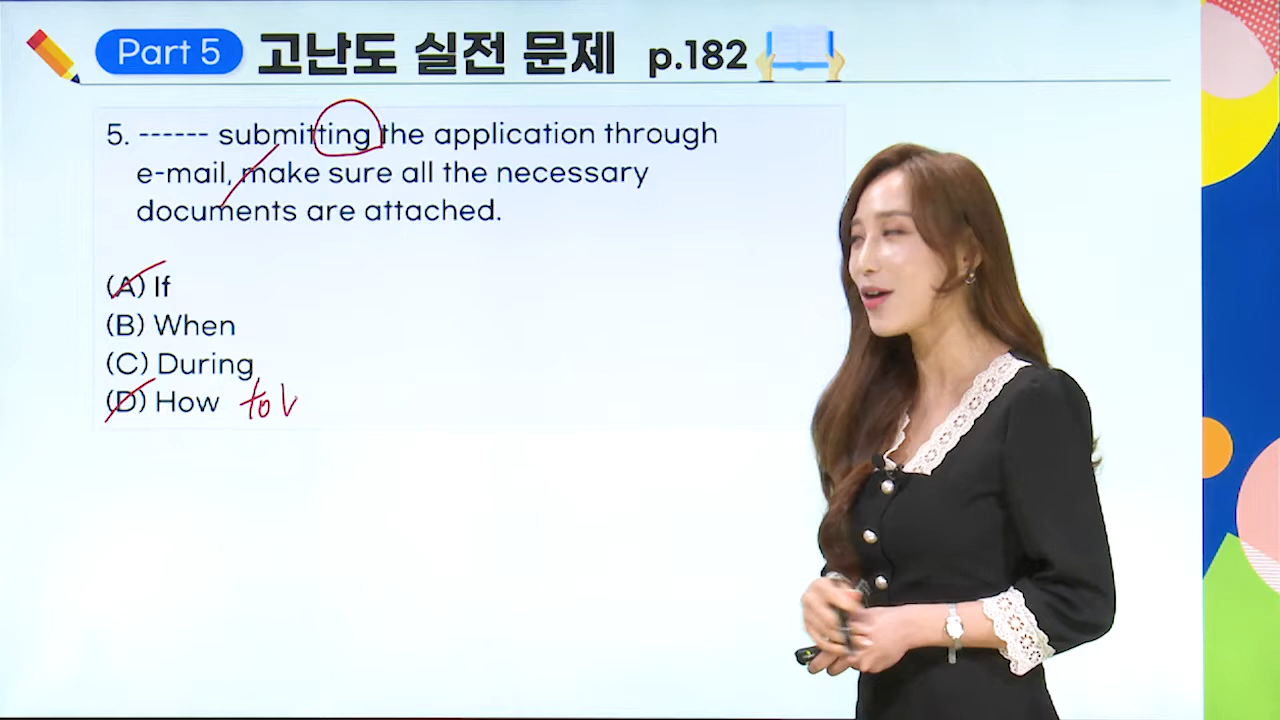 Part 5 고난도 실전 문제 p.182
5. ------ submitting the application through
e-mail, make sure all the necessary
documents are attached.
(A) If
(B) When
(C) During
(D) How to V